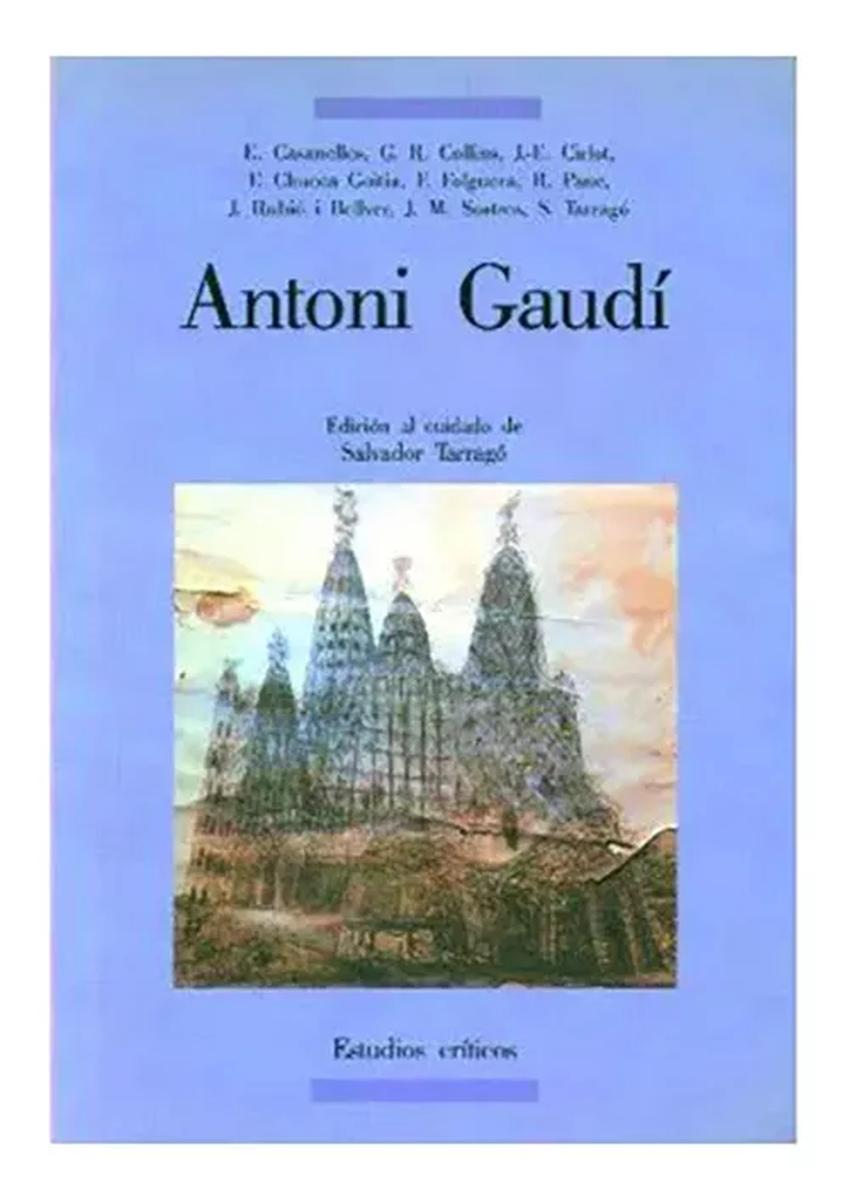 E. Casanelles, G. R. Collins, J.-E. Cirlot,
F. Chueca Goitia, F. Folguera, R. Pane,
J. Rubió i Bellver, J. M. Sostres, S. Tarragó
Antoni Gaudí
Edición al cuidado de
Salvador Tarragó
Estudios críticos